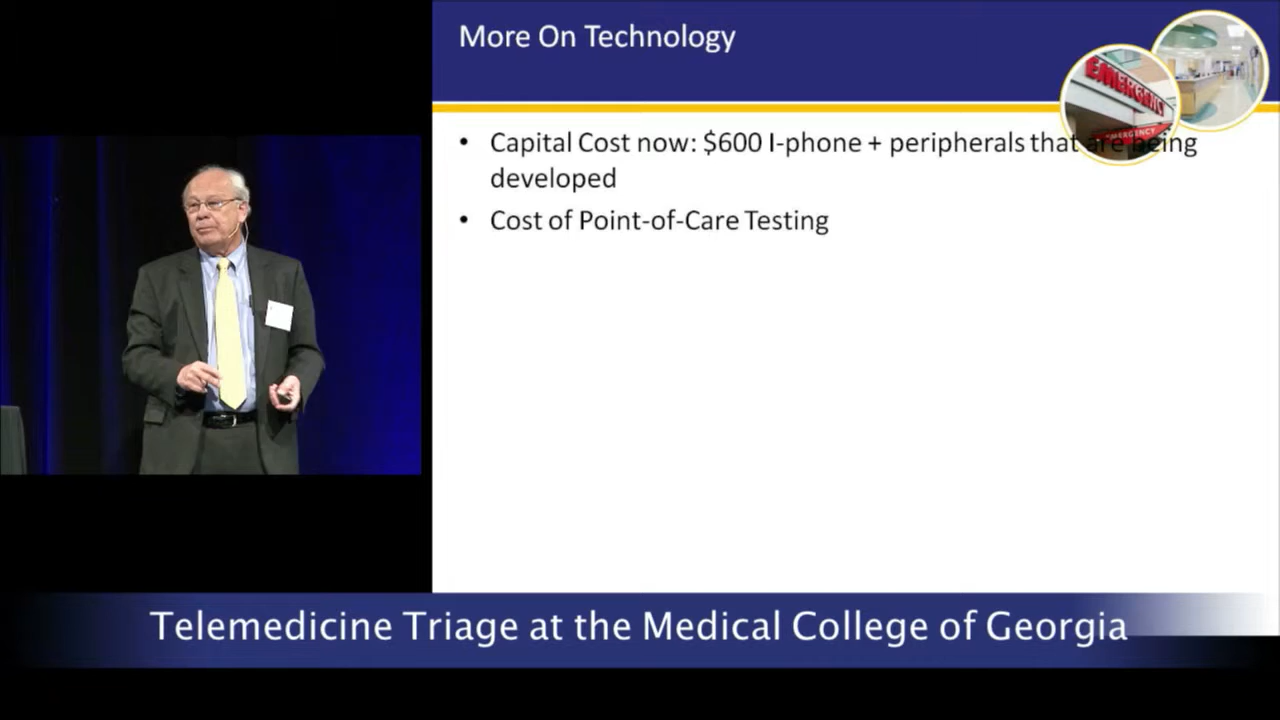 More On Technology
EMERGENCY
EMERGENCY
• Capital Cost now: $600 I-phone + peripherals that are being
developed
• Cost of Point-of-Care Testing
Telemedicine Triage at the Medical College of Georgia